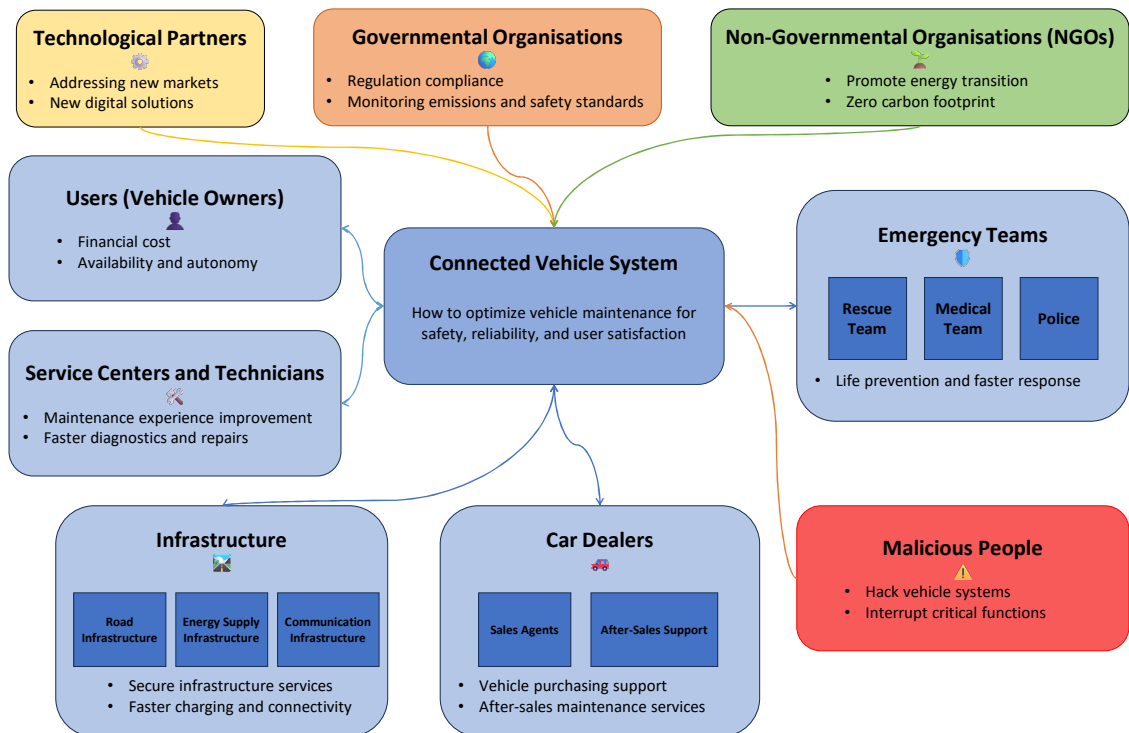 Technological Partners
• Addressing new markets
• New digital solutions
Governmental Organisations
• Regulation compliance
• Monitoring emissions and safety standards
Non-Governmental Organisations (NGOs)
• Promote energy transition
• Zero carbon footprint
Users (Vehicle Owners)
• Financial cost
• Availability and autonomy
Connected Vehicle System
How to optimize vehicle maintenance for
safety, reliability, and user satisfaction
Emergency Teams
Rescue
Team
Medical
Team
Police
• Life prevention and faster response
Service Centers and Technicians
• Maintenance experience improvement
• Faster diagnostics and repairs
Infrastructure
Road
Infrastructure
Energy Supply
Infrastructure
Communication
Infrastructure
• Secure infrastructure services
• Faster charging and connectivity
Car Dealers
Sales Agents
After-Sales Support
• Vehicle purchasing support
• After-sales maintenance services
Malicious People
• Hack vehicle systems
• Interrupt critical functions